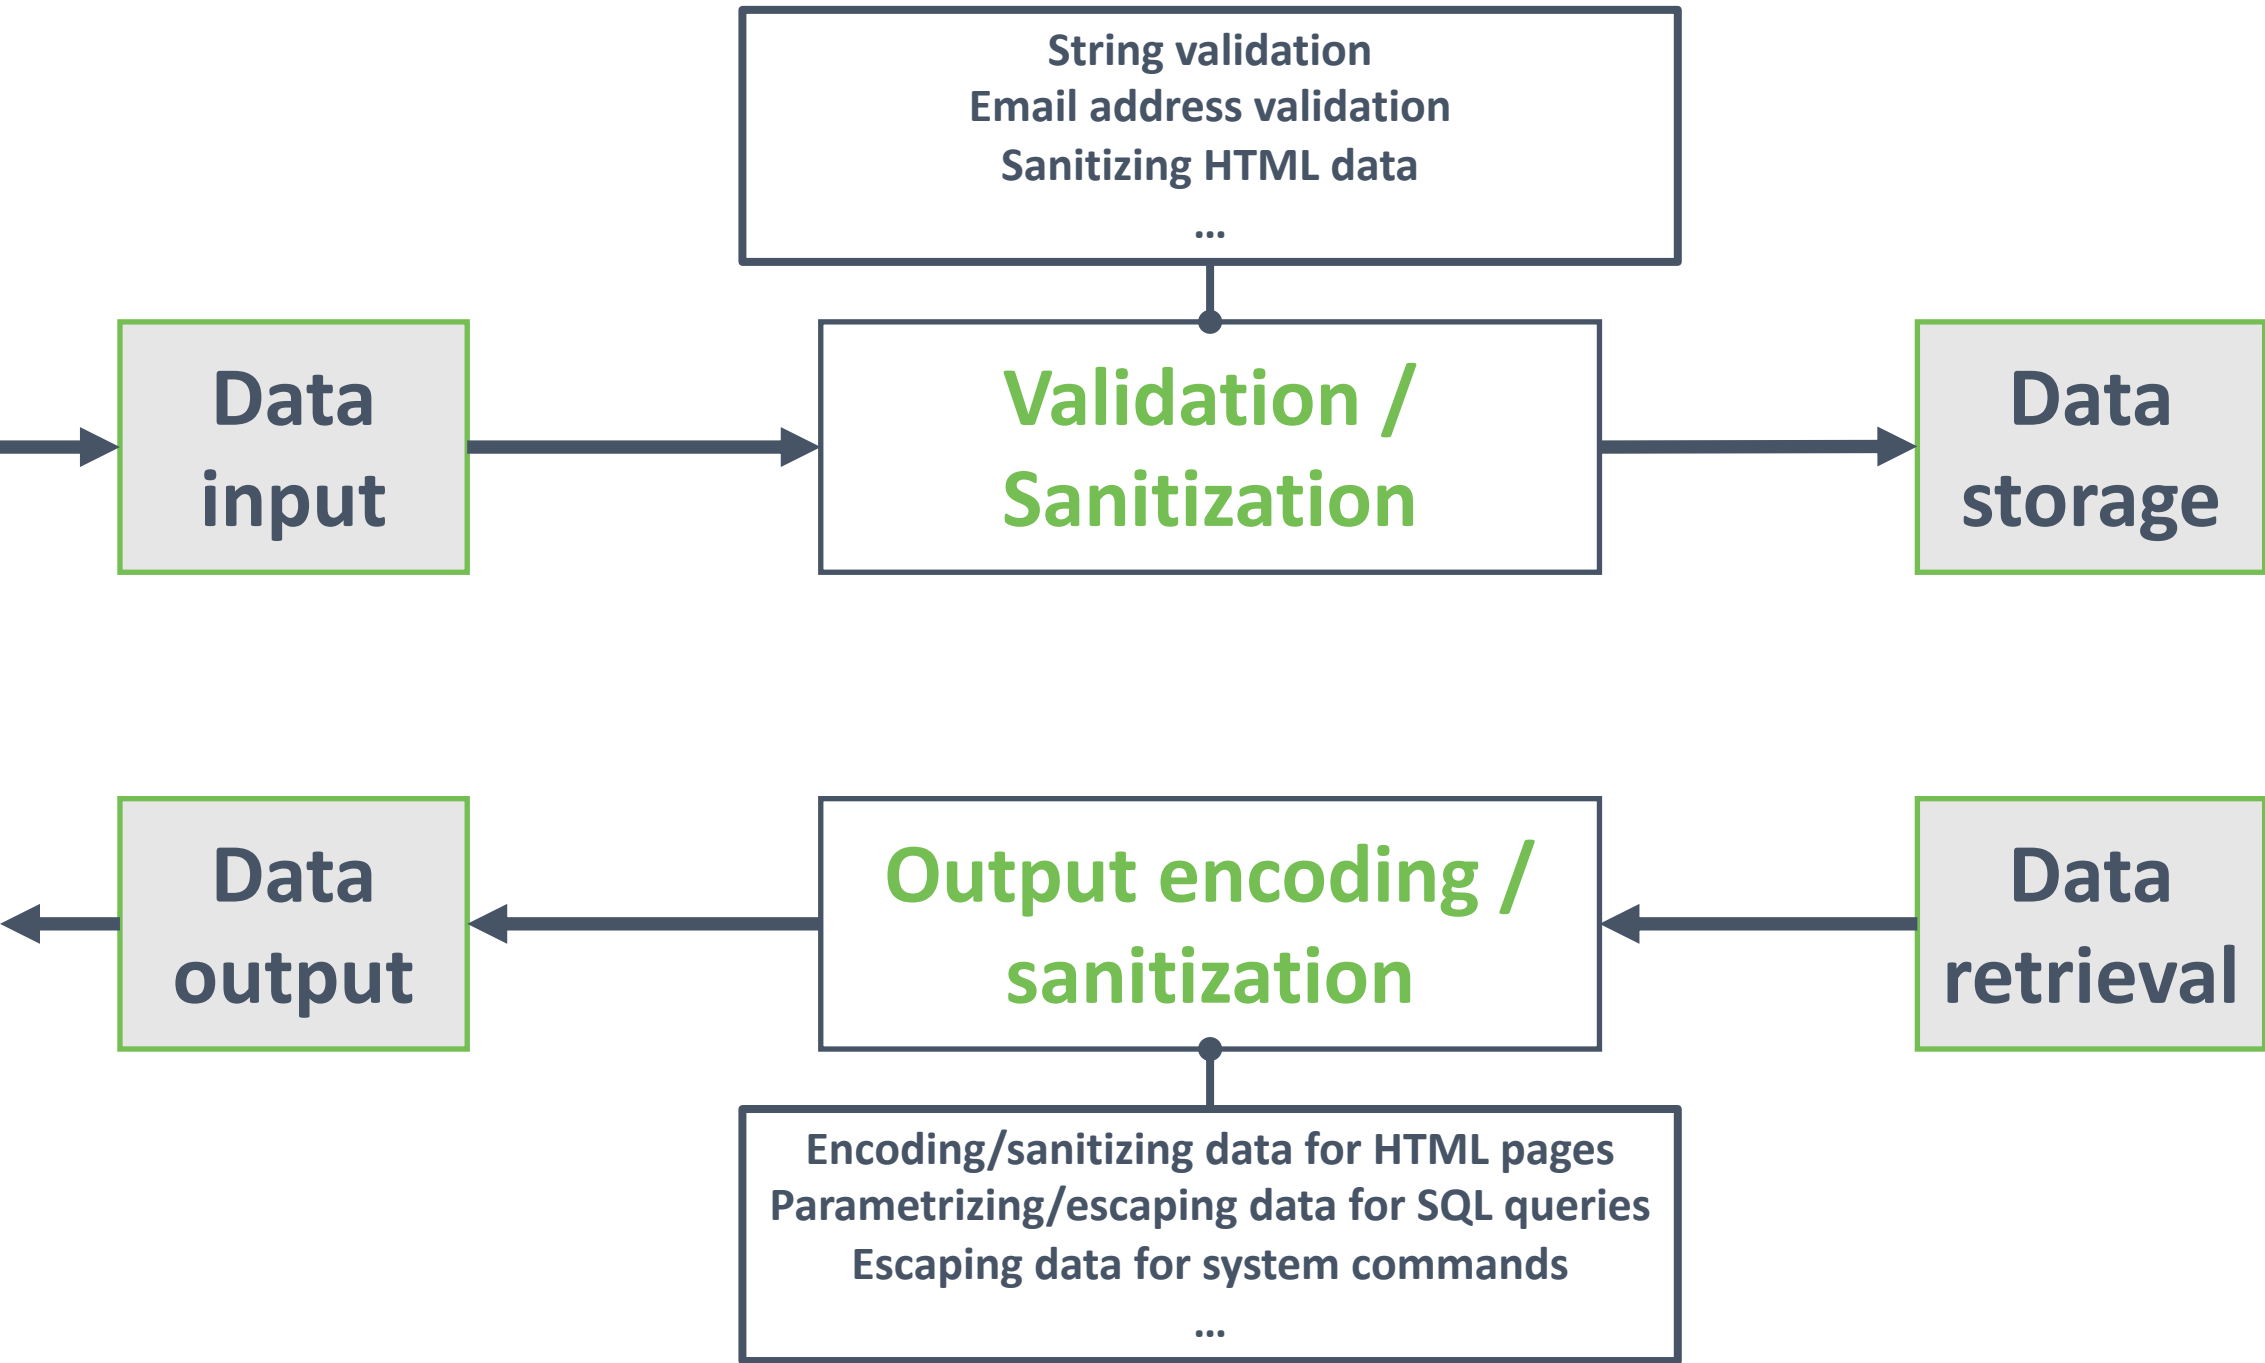 String validation
Email address validation
Sanitizing HTML data
...
Data
input
Validation /
Sanitization
Data
storage
Data
output
Output encoding /
sanitization
Data
retrieval
Encoding/sanitizing data for HTML pages
Parametrizing/escaping data for SQL queries
Escaping data for system commands
...